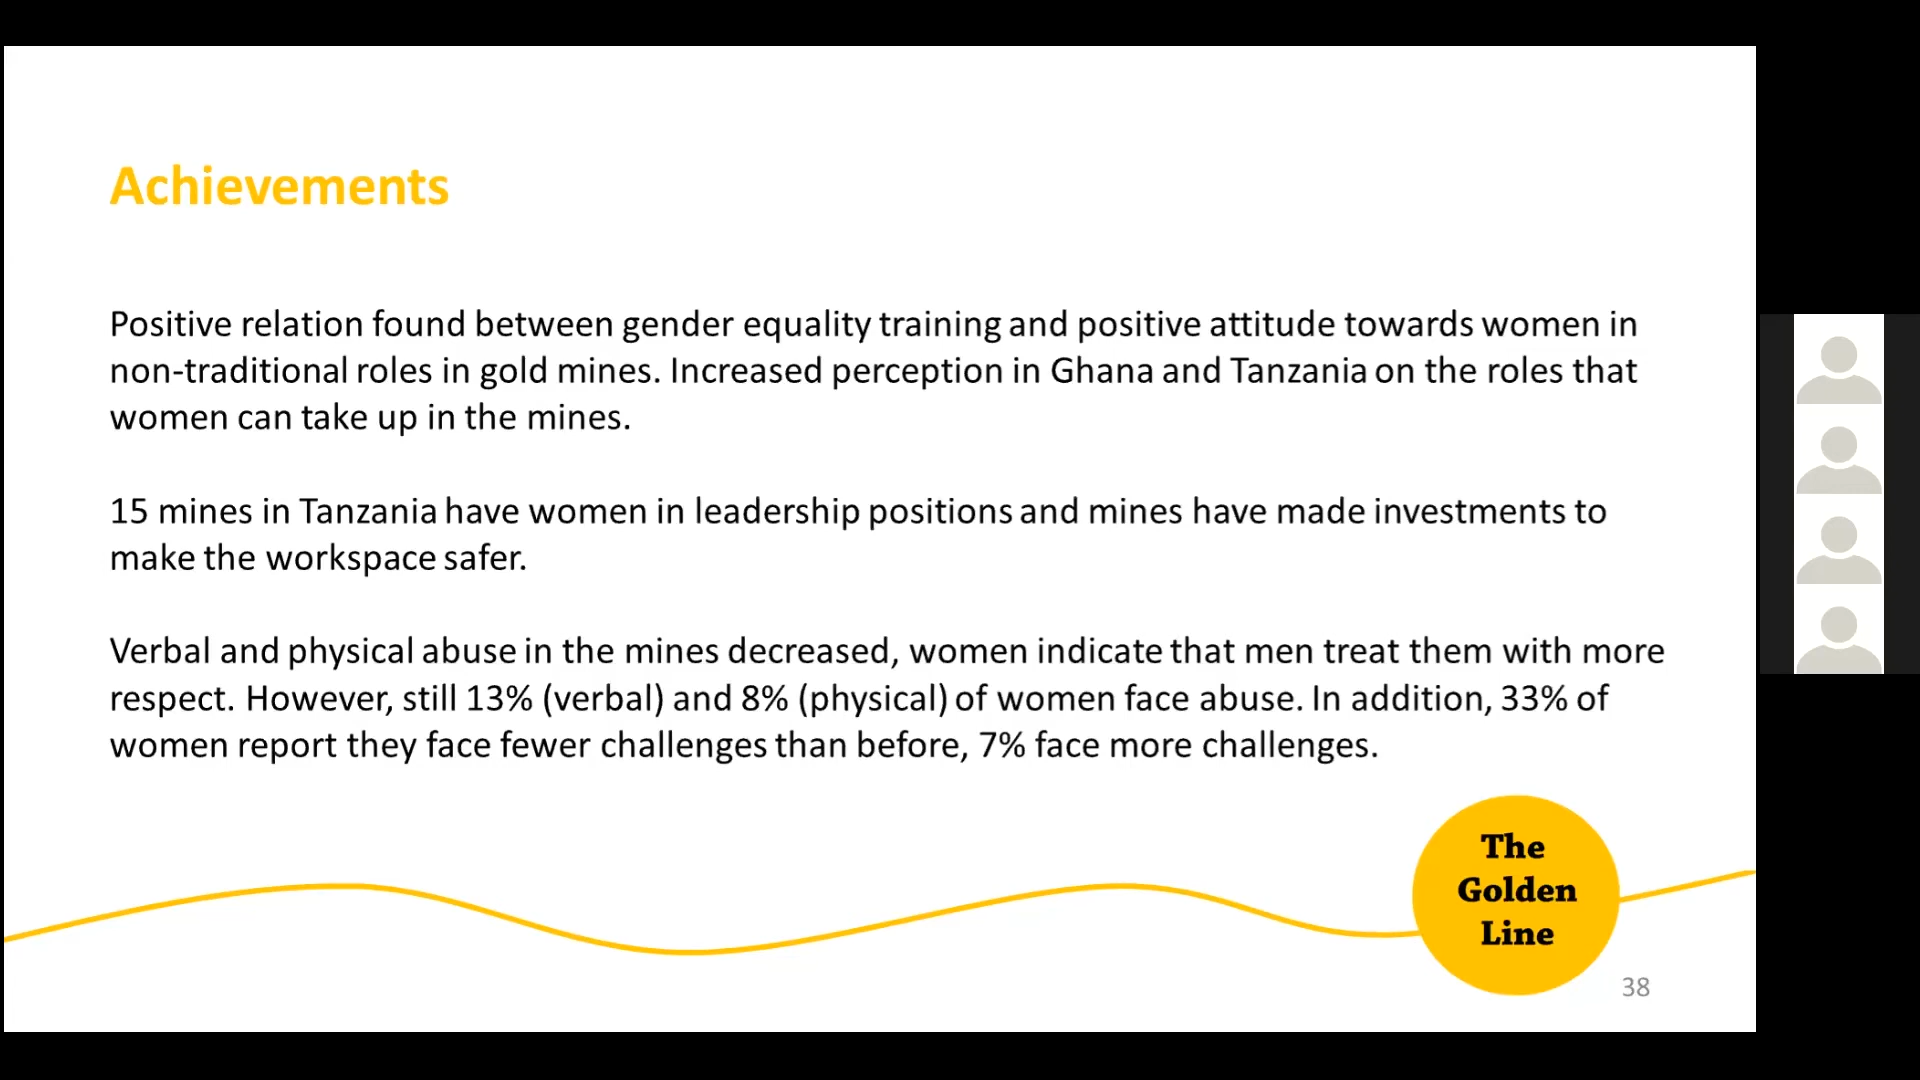 Achievements
Positive relation found between gender equality training and positive attitude towards women in
non-traditional roles in gold mines. Increased perception in Ghana and Tanzania on the roles that
women can take up in the mines.
15 mines in Tanzania have women in leadership positions and mines have made investments to
make the workspace safer.
Verbal and physical abuse in the mines decreased, women indicate that men treat them with more
respect. However, still 13% (verbal) and 8% (physical) of women face abuse. In addition, 33% of
women report they face fewer challenges than before, 7% face more challenges.
The
Golden
Line
38